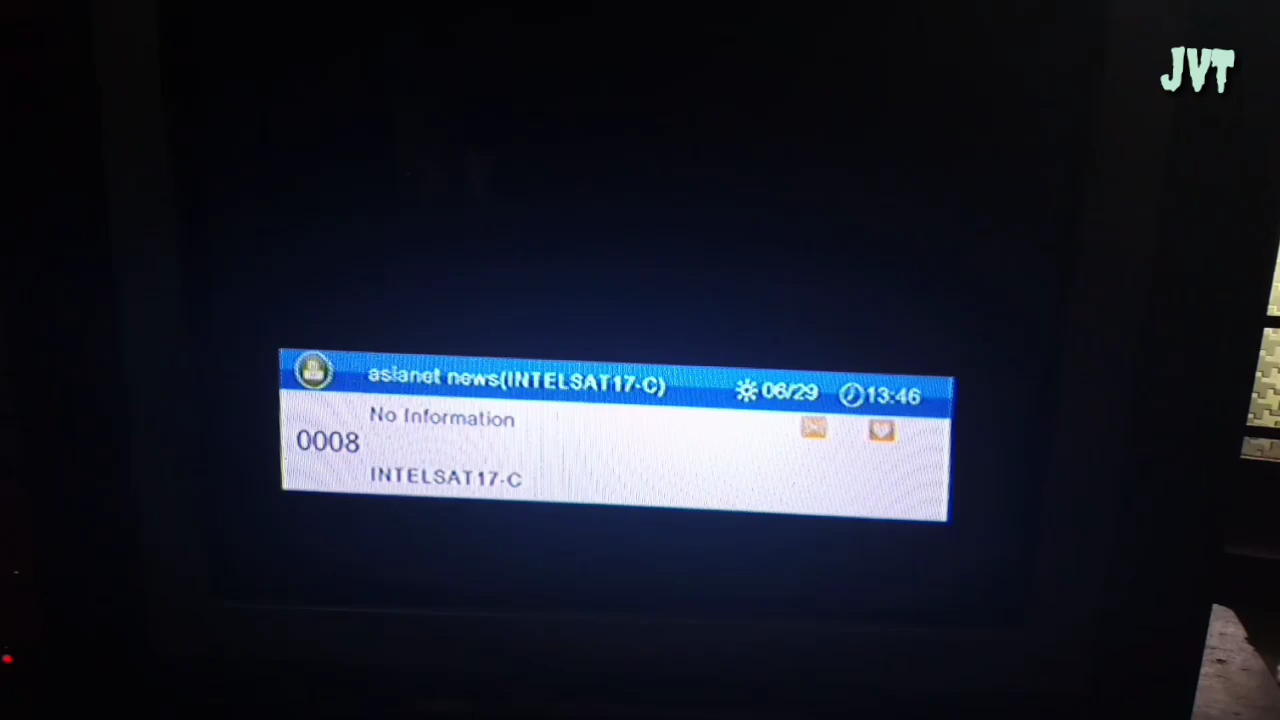 JVT
asianet news(INTELSAT17-C) 06/29 13:46
No Information
0008
INTELSAT17-C